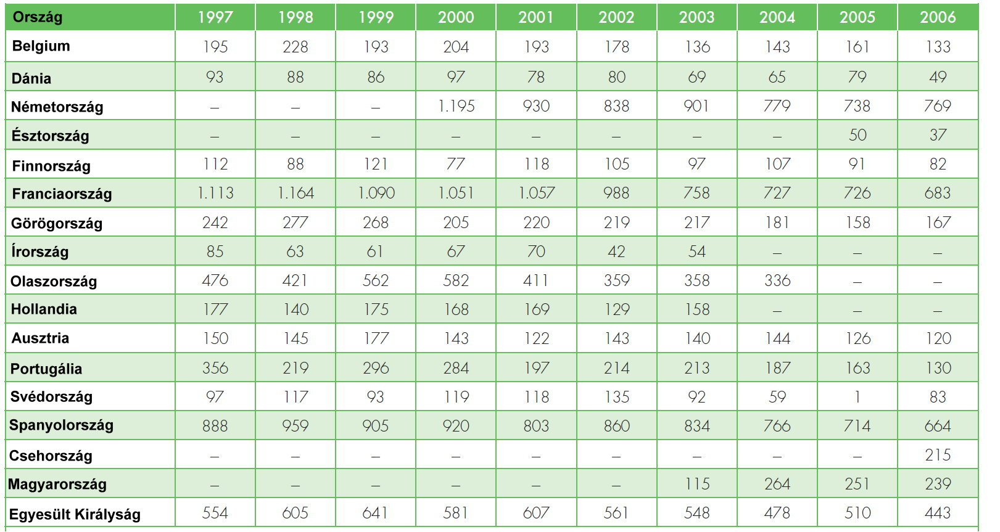 Ország 1997 1998 1999 2000 2001 2002 2003 2004 2005 2006
Belgium 195 228 193 204 193 178 136 143 161 133
Dánia 93 88 86 97 78 80 69 65 79 49
Németország – – – 1.195 930 838 901 779 738 769
Észtország – – – – – – – – 50 37
Finnország 112 88 121 77 118 105 97 107 91 82
Franciaország 1.113 1.164 1.090 1.051 1.057 988 758 727 726 683
Görögország 242 277 268 205 220 219 217 181 158 167
Írország 85 63 61 67 70 42 54 – – –
Olaszország 476 421 562 582 411 359 358 336 – –
Hollandia 177 140 175 168 169 129 158 – – –
Ausztria 150 145 177 143 122 143 140 144 126 120
Portugália 356 219 296 284 197 214 213 187 163 130
Svédország 97 117 93 119 118 135 92 59 1 83
Spanyolország 888 959 905 920 803 860 834 766 714 664
Csehország – – – – – – – – – 215
Magyarország – – – – – – 115 264 251 239
Egyesült Királyság 554 605 641 581 607 561 548 478 510 443